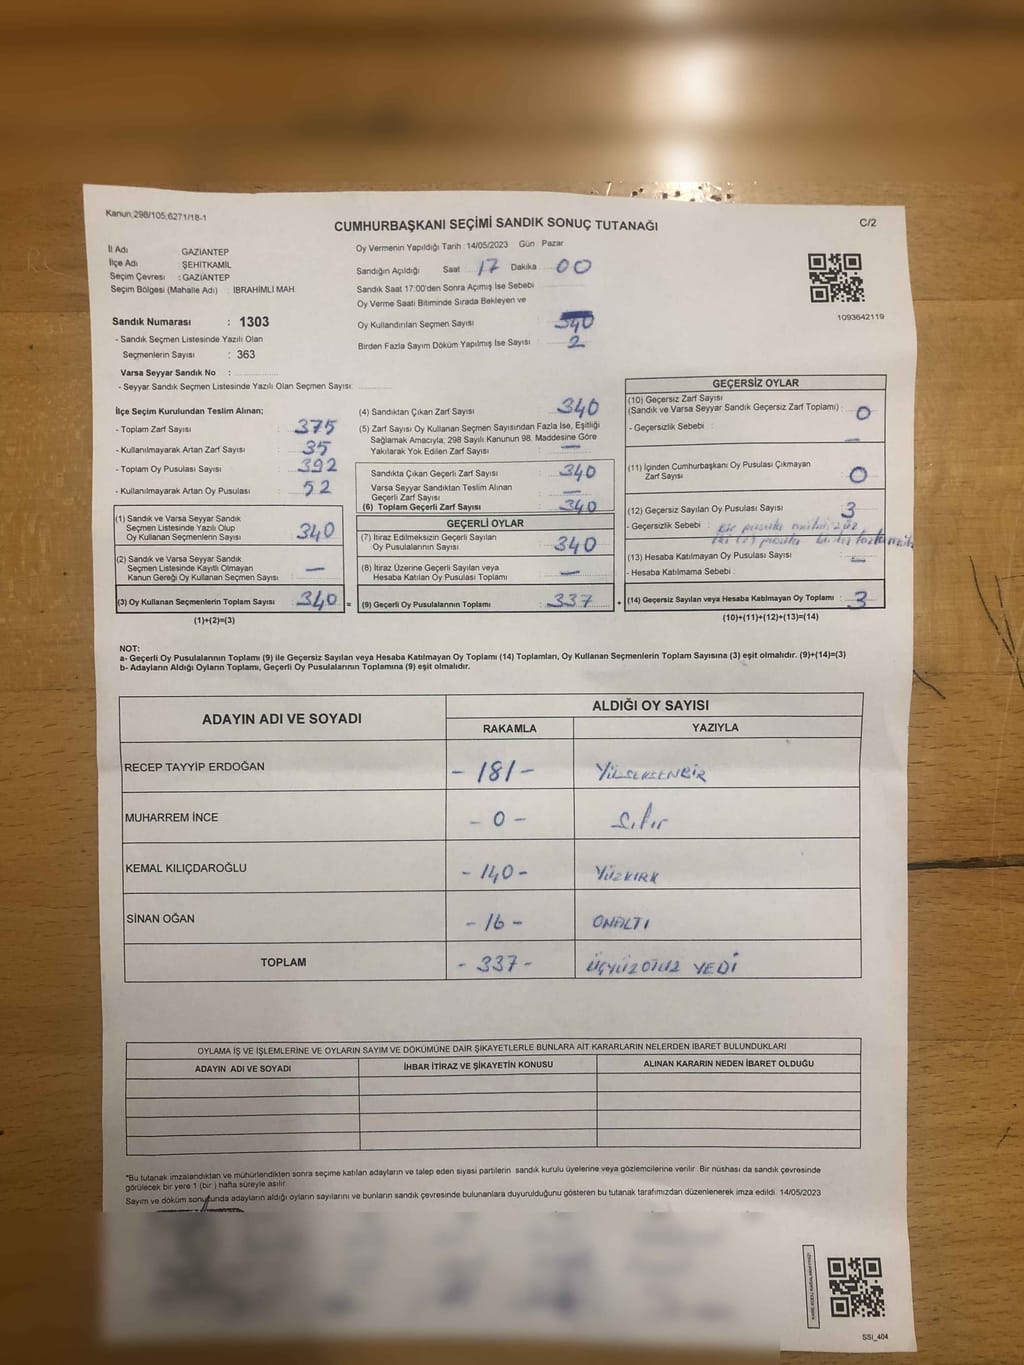 Kanun,298/105;6271/18-1
CUMHURBAŞKANI SEÇİMİ SANDIK SONUÇ TUTANAĞI
C/2
İl Adı : GAZİANTEP
İlçe Adı : ŞEHİTKAMİL
Seçim Çevresi : GAZİANTEP
Seçim Bölgesi (Mahalle Adı) : İBRAHİMLİ MAH.
Sandık Numarası : 1303
- Sandık Seçmen Listesinde Yazılı Olan
Seçmenlerin Sayısı : 363
Varsa Seyyar Sandık No :
- Seyyar Sandık Seçmen Listesinde Yazılı Olan Seçmen Sayısı:
Oy Vermenin Yapıldığı Tarih : 14/05/2023 Gün : Pazar
Sandığın Açıldığı Saat 17 Dakika 00
Sandık Saat 17:00'den Sonra Açımış İse Sebebi
Oy Verme Saati Bitiminde Sırada Bekleyen ve
Oy Kullandırılan Seçmen Sayısı 340
Birden Fazla Sayım Döküm Yapılmış İse Sayısı : 2
1093642119
İlçe Seçim Kurulundan Teslim Alınan;
- Toplam Zarf Sayısı : 375
- Kullanılmayarak Artan Zarf Sayısı : 35
- Toplam Oy Pusulası Sayısı : 392
- Kullanılmayarak Artan Oy Pusulası : 52
(1) Sandık ve Varsa Seyyar Sandık
Seçmen Listesinde Yazılı Olup
Oy Kullanan Seçmenlerin Sayısı : 340
(2) Sandık ve Varsa Seyyar Sandık
Seçmen Listesinde Kayıtlı Olmayan
Kanun Gereği Oy Kullanan Seçmen Sayısı : —
(3) Oy Kullanan Seçmenlerin Toplam Sayısı : 340 =
(1)+(2)=(3)
(4) Sandıktan Çıkan Zarf Sayısı : 340
(5) Zarf Sayısı Oy Kullanan Seçmen Sayısından Fazla İse, Eşitliği
Sağlamak Amacıyla; 298 Sayılı Kanunun 98. Maddesine Göre
Yakılarak Yok Edilen Zarf Sayısı : —
Sandıkta Çıkan Geçerli Zarf Sayısı : 340
Varsa Seyyar Sandıktan Teslim Alınan
Geçerli Zarf Sayısı : —
(6) Toplam Geçerli Zarf Sayısı : 340
GEÇERLİ OYLAR
(7) İtiraz Edilmeksizin Geçerli Sayılan
Oy Pusulalarının Sayısı : 340
(8) İtiraz Üzerine Geçerli Sayılan veya
Hesaba Katılan Oy Pusulası Toplamı : —
(9) Geçerli Oy Pusulalarının Toplamı : 337 +
GEÇERSİZ OYLAR
(10) Geçersiz Zarf Sayısı
(Sandık ve Varsa Seyyar Sandık Geçersiz Zarf Toplamı) : 0
- Geçersizlik Sebebi : —
(11) İçinden Cumhurbaşkanı Oy Pusulası Çıkmayan
Zarf Sayısı : 0
(12) Geçersiz Sayılan Oy Pusulası Sayısı : 3
- Geçersizlik Sebebi : Bir pusula
(13) Hesaba Katılmayan Oy Pusulası Sayısı : —
- Hesaba Katılmama Sebebi :
(14) Geçersiz Sayılan veya Hesaba Katılmayan Oy Toplamı : 3
(10)+(11)+(12)+(13)=(14)
NOT:
a- Geçerli Oy Pusulalarının Toplamı (9) ile Geçersiz Sayılan veya Hesaba Katılmayan Oy Toplamı (14) Toplamları, Oy Kullanan Seçmenlerin Toplam Sayısına (3) eşit olmalıdır. (9)+(14)=(3)
b- Adayların Aldığı Oyların Toplamı, Geçerli Oy Pusulalarının Toplamına (9) eşit olmalıdır.
ADAYIN ADI VE SOYADI
ALDIĞI OY SAYISI
RAKAMLA YAZIYLA
RECEP TAYYİP ERDOĞAN - 181 - YÜZSEKSENBİR
MUHARREM İNCE - 0 - Sıfır
KEMAL KILIÇDAROĞLU - 140 - YÜZKIRK
SİNAN OĞAN - 16 - ONALTI
TOPLAM - 337 - ÜÇYÜZOTUZ YEDİ
OYLAMA İŞ VE İŞLEMLERİNE VE OYLARIN SAYIM VE DÖKÜMÜNE DAİR ŞİKAYETLERLE BUNLARA AİT KARARLARIN NELERDEN İBARET BULUNDUKLARI
ADAYIN ADI VE SOYADI İHBAR İTİRAZ VE ŞİKAYETİN KONUSU ALINAN KARARIN NEDEN İBARET OLDUĞU
*Bu tutanak imzalandıktan ve mühürlendikten sonra seçime katılan adayların ve talep eden siyasi partilerin sandık kurulu üyelerine veya gözlemcilerine verilir. Bir nüshası da sandık çevresinde
görülecek bir yere 1 (bir ) hafta süreyle asılır.
Sayım ve döküm sonucunda adayların aldığı oyların sayılarını ve bunların sandık çevresinde bulunanlara duyurulduğunu gösteren bu tutanak tarafımızdan düzenlenerek imza edildi. 14/05/2023
SSİ_404